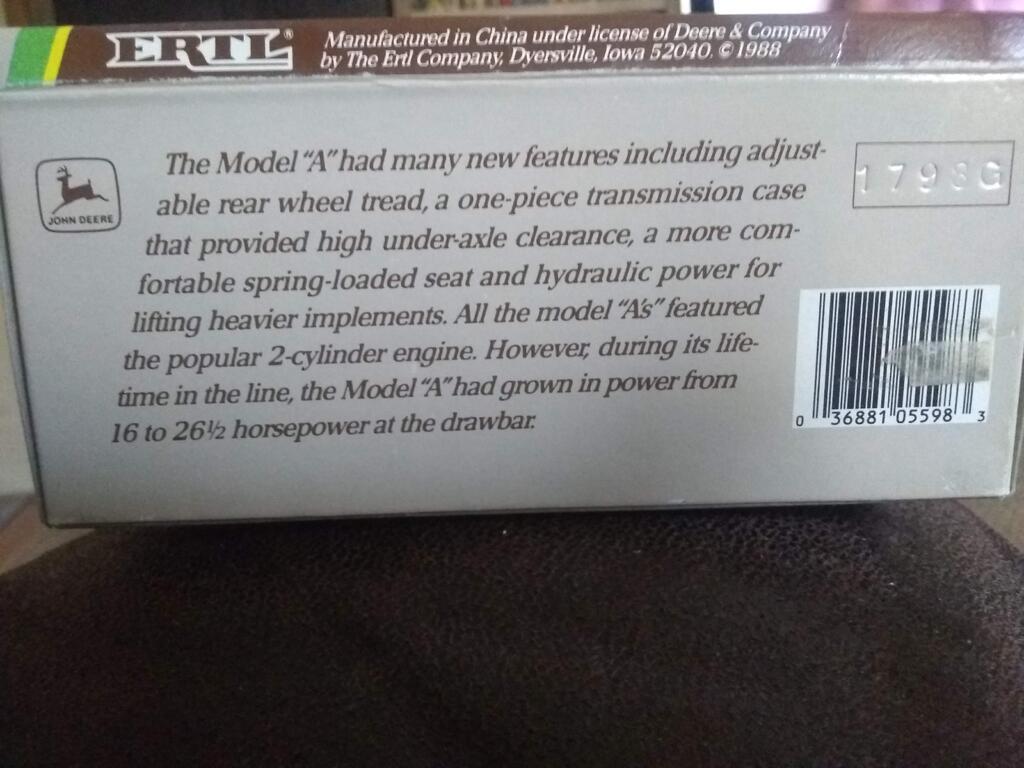 ERTL®
Manufactured in China under license of Deere & Company
by The Ertl Company, Dyersville, Iowa 52040. © 1988
JOHN DEERE
The Model "A" had many new features including adjust-
able rear wheel tread, a one-piece transmission case
that provided high under-axle clearance, a more com-
fortable spring-loaded seat and hydraulic power for
lifting heavier implements. All the model "A's" featured
the popular 2-cylinder engine. However, during its life-
time in the line, the Model "A" had grown in power from
16 to 26½ horsepower at the drawbar.
1793G
0 36881 05598 3